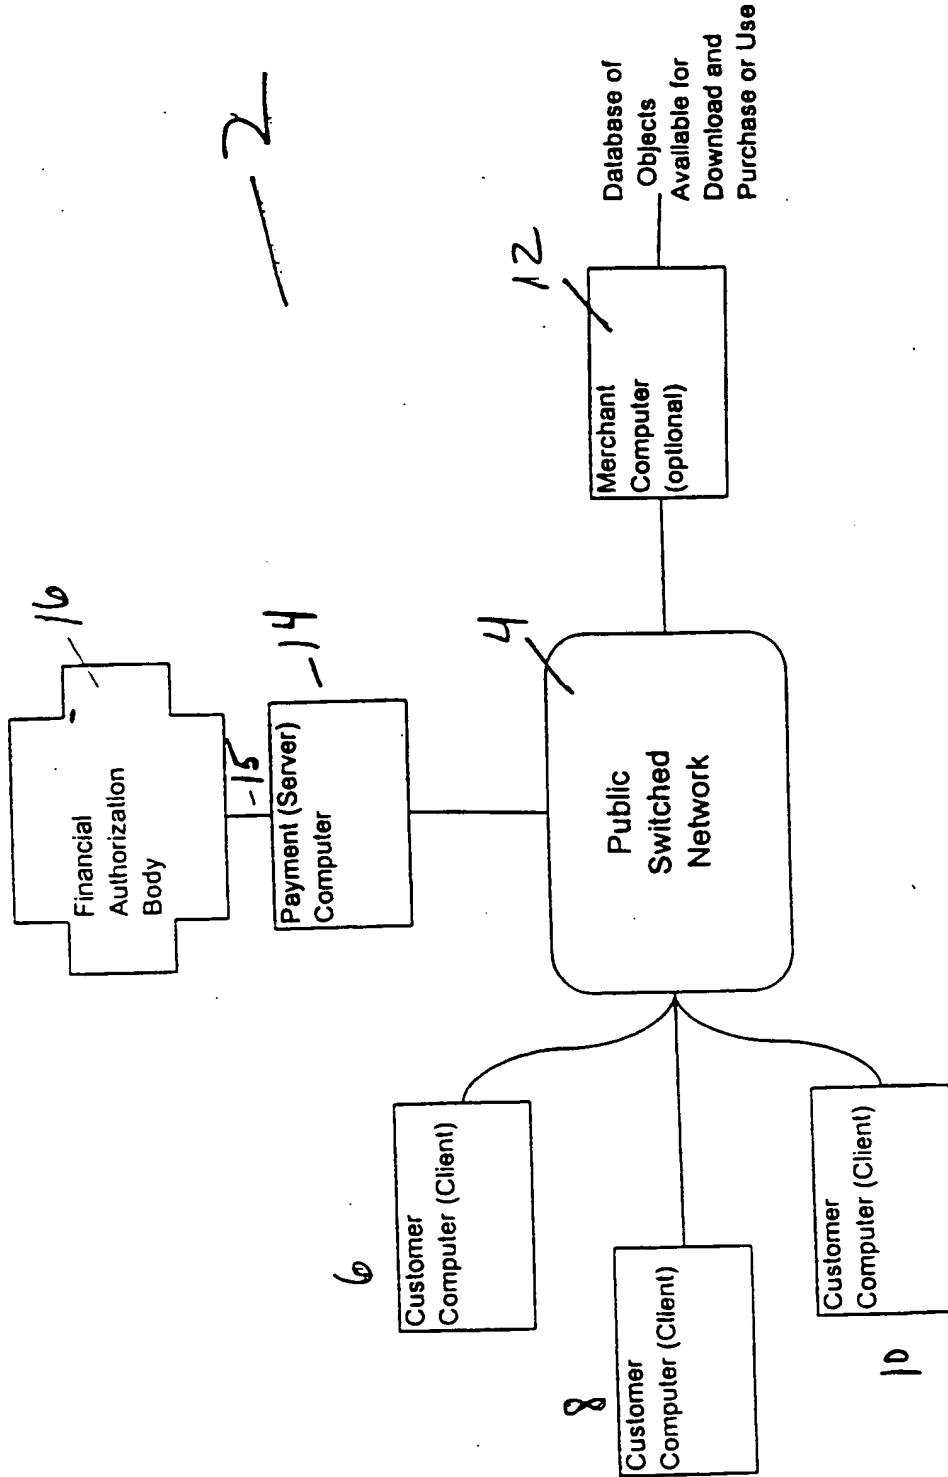 16
Financial
Authorization
Body
15
Payment (Server)
Computer
14
2
6
Customer
Computer (Client)
8
Customer
Computer (Client)
10
Customer
Computer (Client)
4
Public
Switched
Network
12
Merchant
Computer
(optional)
Database of
Objects
Available for
Download and
Purchase or Use